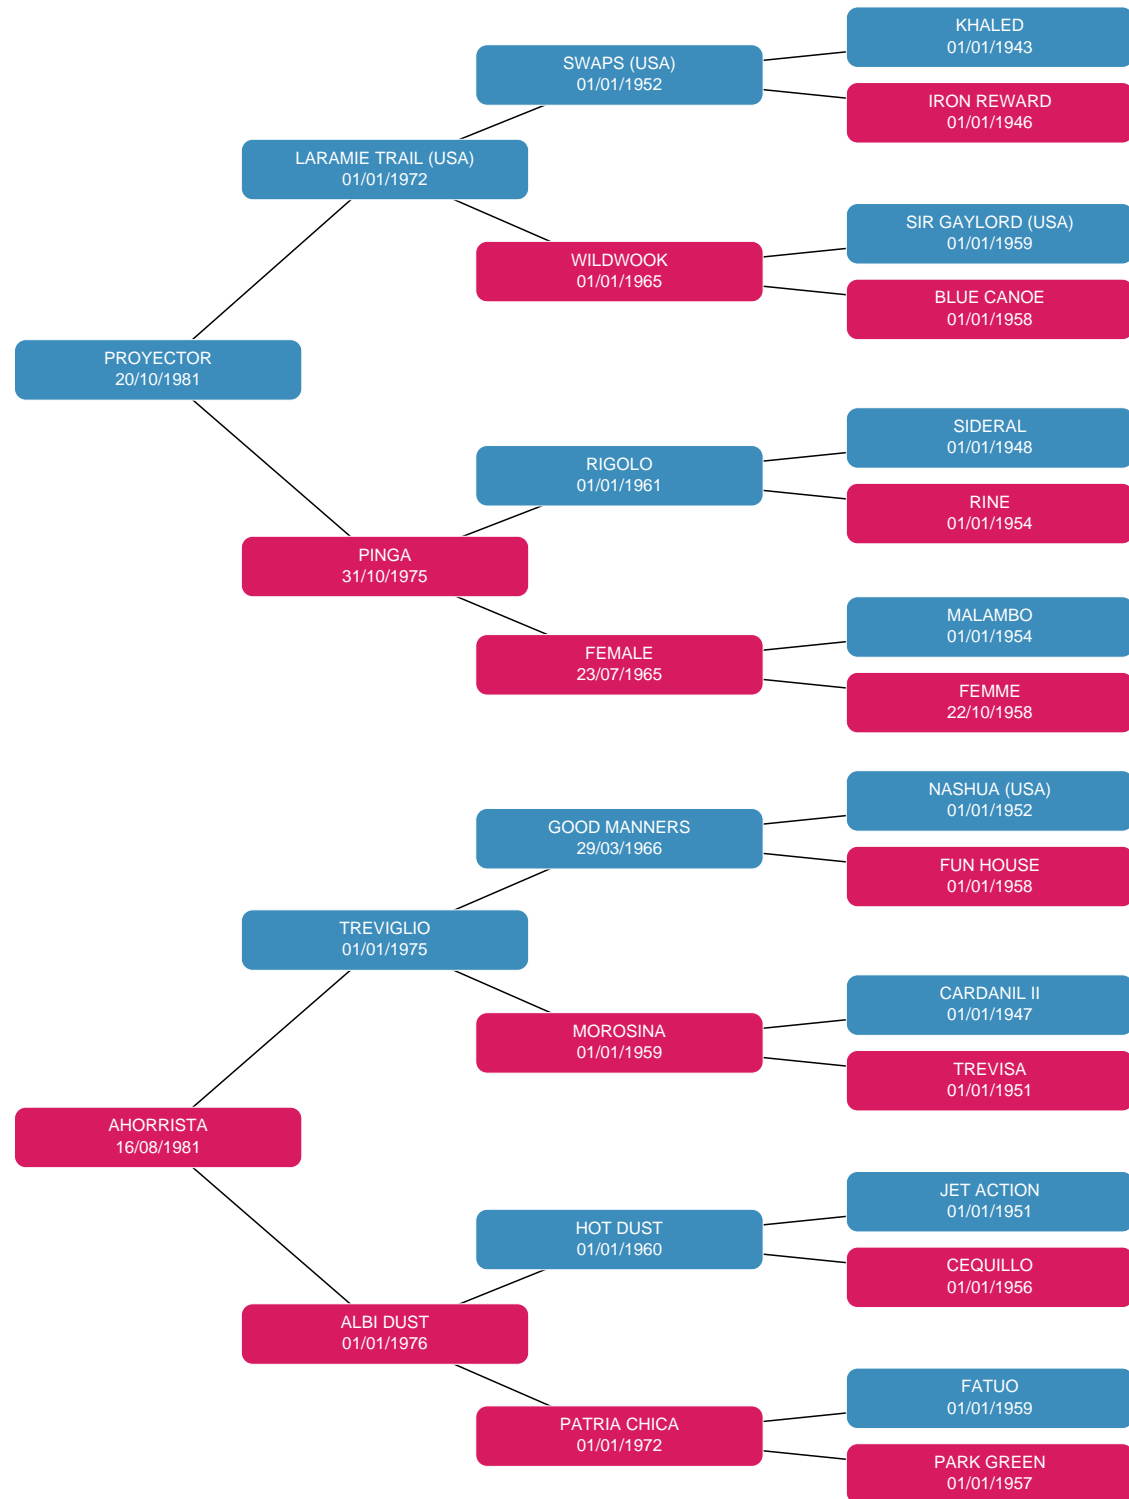 KHALED
01/01/1943
SWAPS (USA)
01/01/1952
IRON REWARD
01/01/1946
LARAMIE TRAIL (USA)
01/01/1972
SIR GAYLORD (USA)
01/01/1959
WILDWOOK
01/01/1965
BLUE CANOE
01/01/1958
PROYECTOR
20/10/1981
SIDERAL
01/01/1948
RIGOLO
01/01/1961
RINE
01/01/1954
PINGA
31/10/1975
MALAMBO
01/01/1954
FEMALE
23/07/1965
FEMME
22/10/1958
NASHUA (USA)
01/01/1952
GOOD MANNERS
29/03/1966
FUN HOUSE
01/01/1958
TREVIGLIO
01/01/1975
CARDANIL II
01/01/1947
MOROSINA
01/01/1959
TREVISA
01/01/1951
AHORRISTA
16/08/1981
JET ACTION
01/01/1951
HOT DUST
01/01/1960
CEQUILLO
01/01/1956
ALBI DUST
01/01/1976
FATUO
01/01/1959
PATRIA CHICA
01/01/1972
PARK GREEN
01/01/1957